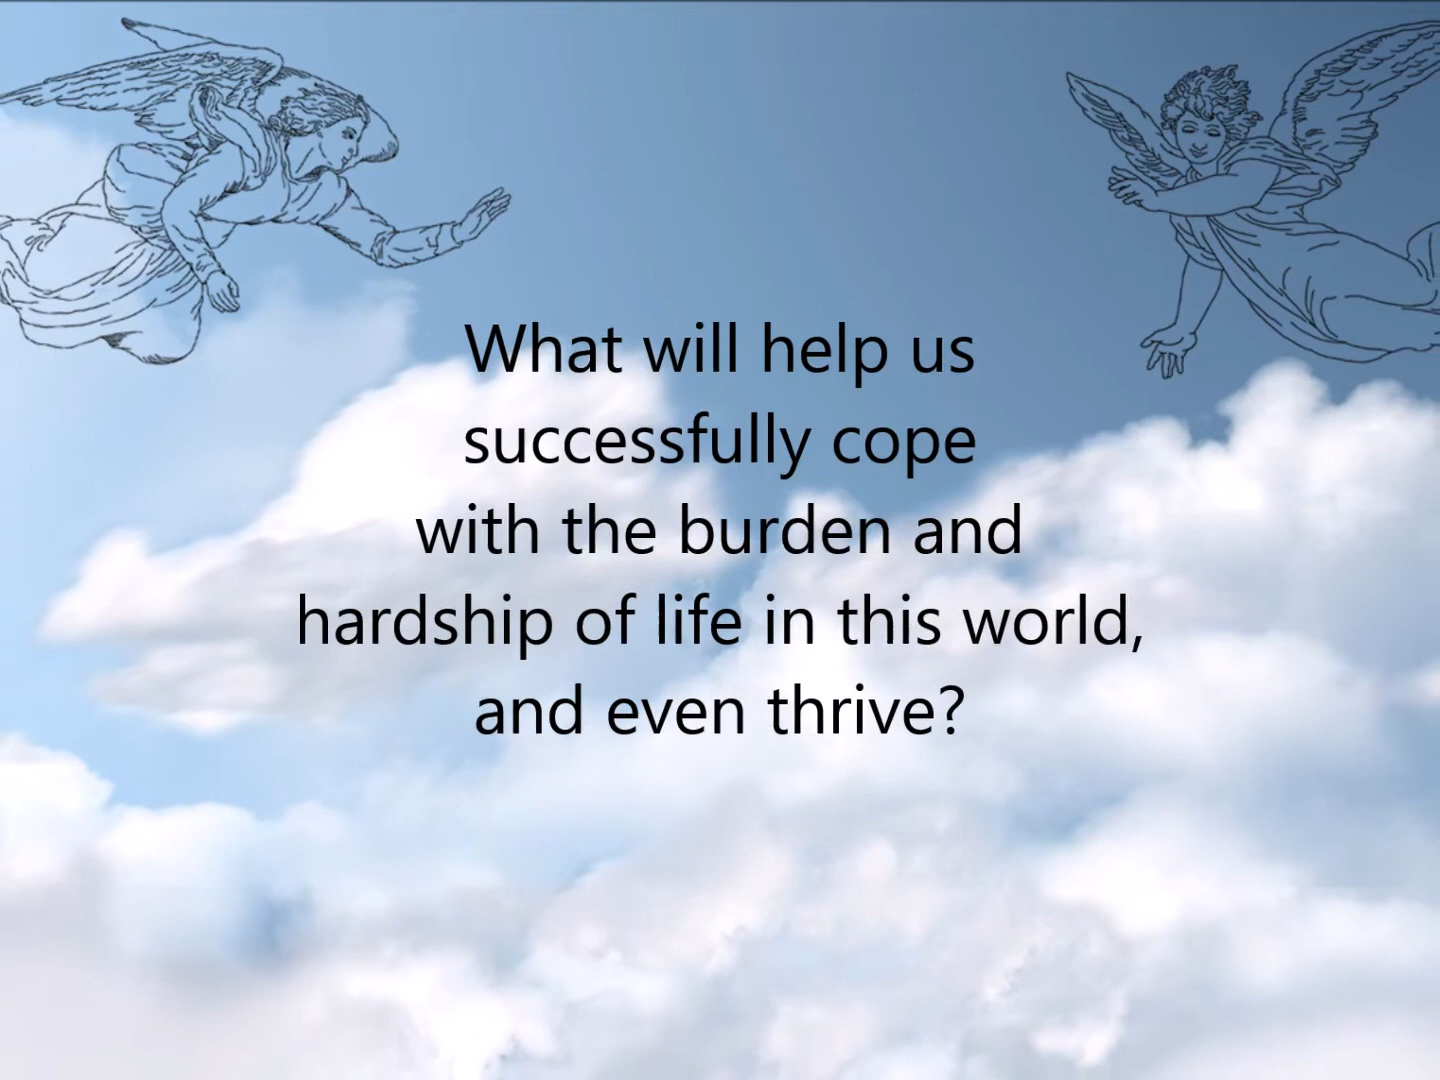 What will help us
successfully cope
with the burden and
hardship of life in this world,
and even thrive?